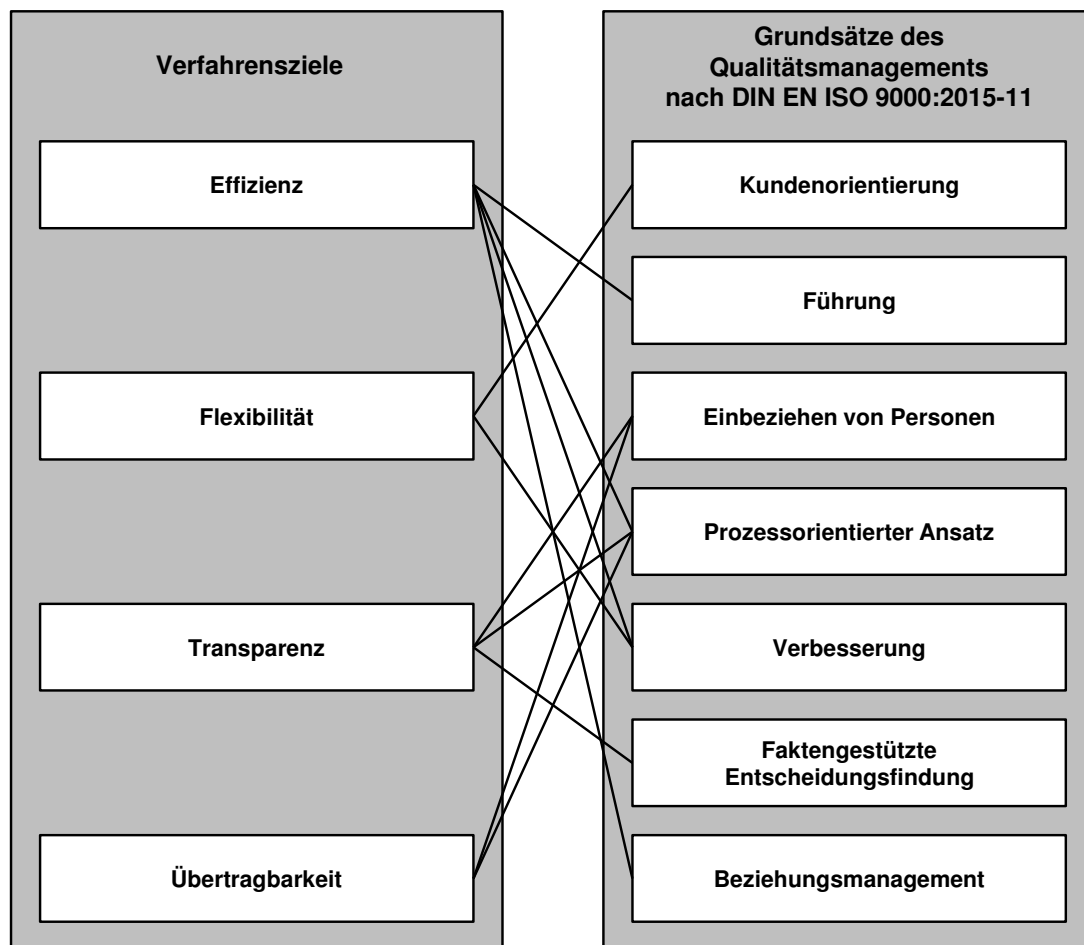 Verfahrensziele
Effizienz
Flexibilität
Transparenz
Übertragbarkeit
Grundsätze des
Qualitätsmanagements
nach DIN EN ISO 9000:2015-11
Kundenorientierung
Führung
Einbeziehen von Personen
Prozessorientierter Ansatz
Verbesserung
Faktengestützte
Entscheidungsfindung
Beziehungsmanagement